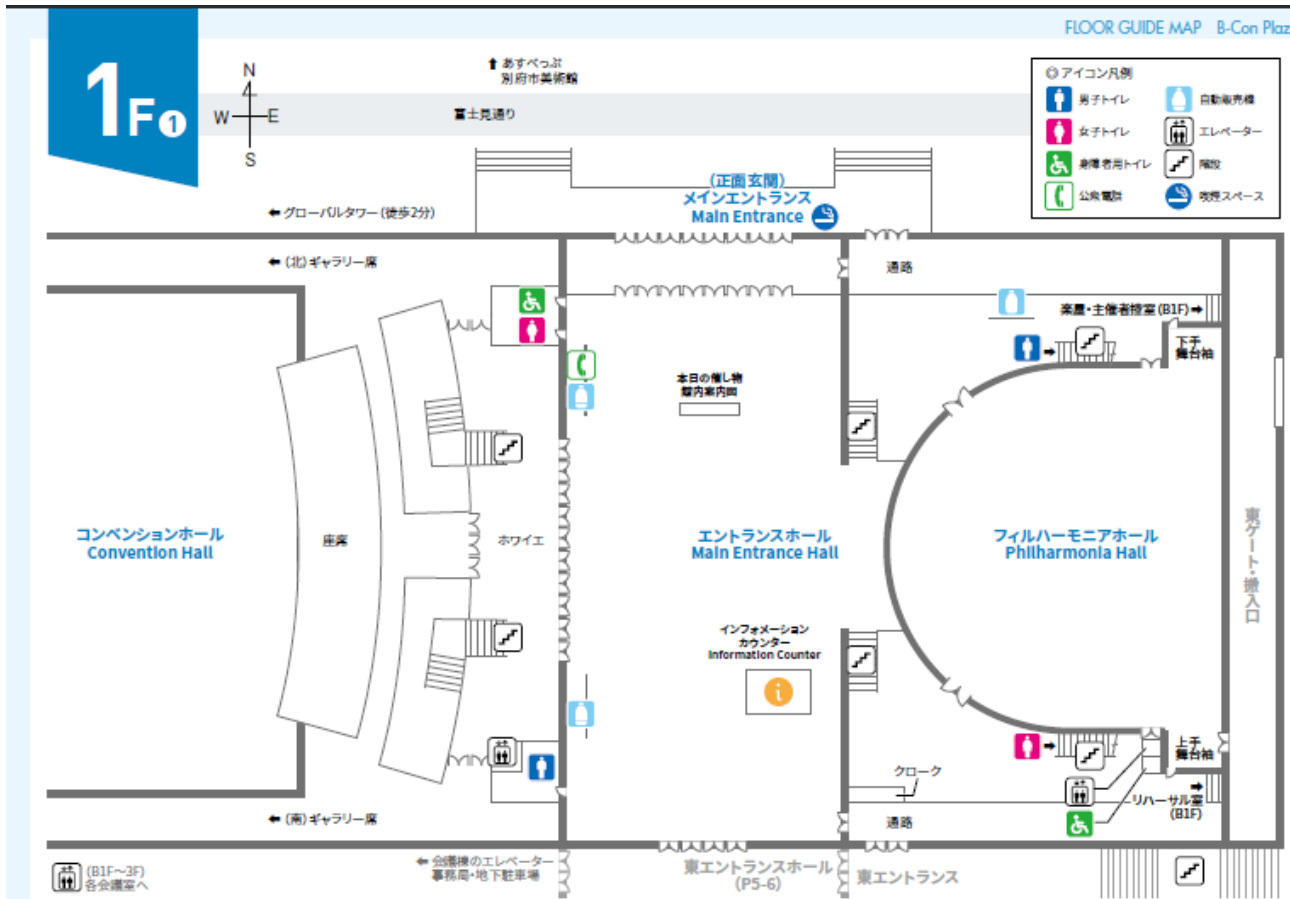 FLOOR GUIDE MAP B-Con Plaz
1F❶
N
W E
S
⬆ あすべっぷ
別府市美術館
富士見通り
◎アイコン凡例
男子トイレ
自動販売機
女子トイレ
エレベーター
身障者用トイレ
階段
公衆電話
喫煙スペース
(正面玄関)
メインエントランス
Main Entrance
⬅ グローバルタワー(徒歩2分)
⬅ (北)ギャラリー席
通路
楽屋・主催者控室(B1F)➡
下手
舞台袖
本日の催し物
館内案内図
コンベンションホール
Convention Hall
座席
ホワイエ
エントランスホール
Main Entrance Hall
フィルハーモニアホール
Philharmonia Hall
東ゲート・搬入口
インフォメーション
カウンター
Information Counter
i
上手
舞台袖
クローク
➡
リハーサル室
(B1F)
⬅ (南)ギャラリー席
通路
(B1F〜3F)
各会議室へ
⬅ 会議棟のエレベーター
事務局・地下駐車場
東エントランスホール
(P5-6)
東エントランス